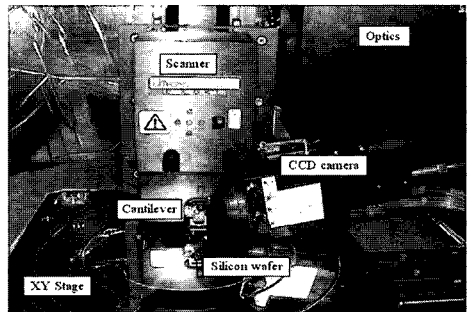 Optics
Scanner
CCD camera
Cantilever
Silicon wafer
XY Stage